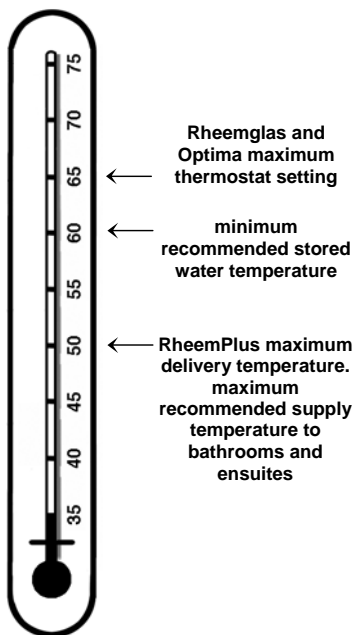 75
70
Rheemglas and
Optima maximum
thermostat setting
65
minimum
recommended stored
water temperature
60
55
RheemPlus maximum
delivery temperature.
maximum
recommended supply
temperature to
bathrooms and
ensuites
50
45
40
35